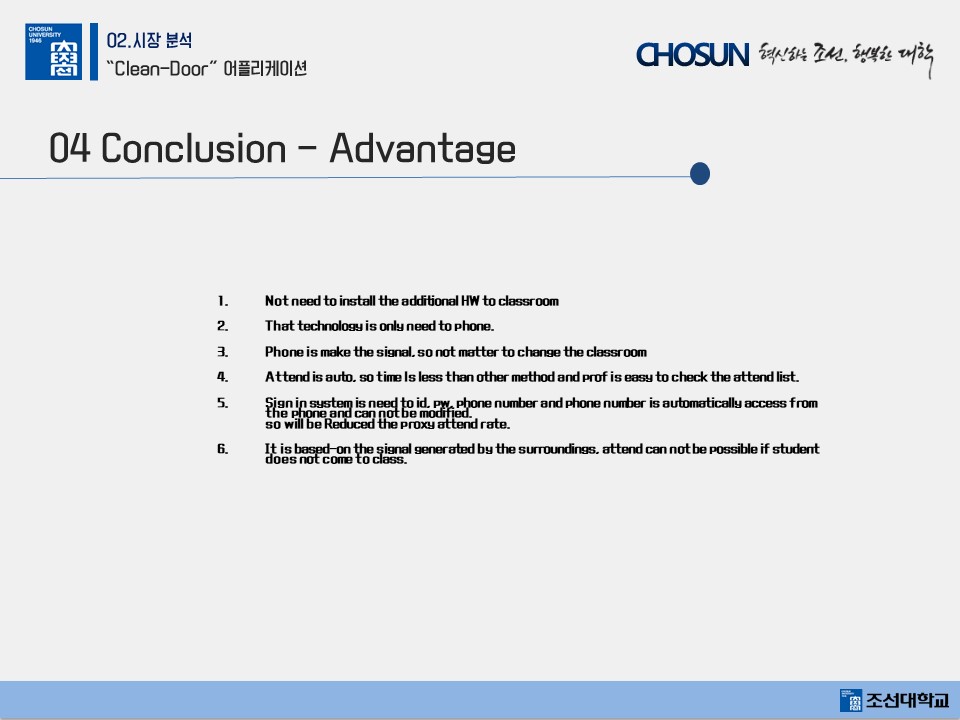 CHOSUN
UNIVERSITY
1946
02.시장 분석
“Clean-Door” 어플리케이션
CHOSUN 혁신하는 조선, 행복한 대학
04 Conclusion - Advantage
1. Not need to install the additional HW to classroom
2. That technology is only need to phone.
3. Phone is make the signal, so not matter to change the classroom
4. Attend is auto, so time Is less than other method and prof is easy to check the attend list.
5. Sign in system is need to id, pw, phone number and phone number is automatically access from
the phone and can not be modified.
so will be Reduced the proxy attend rate.
6. It is based-on the signal generated by the surroundings, attend can not be possible if student
does not come to class.
조선대학교